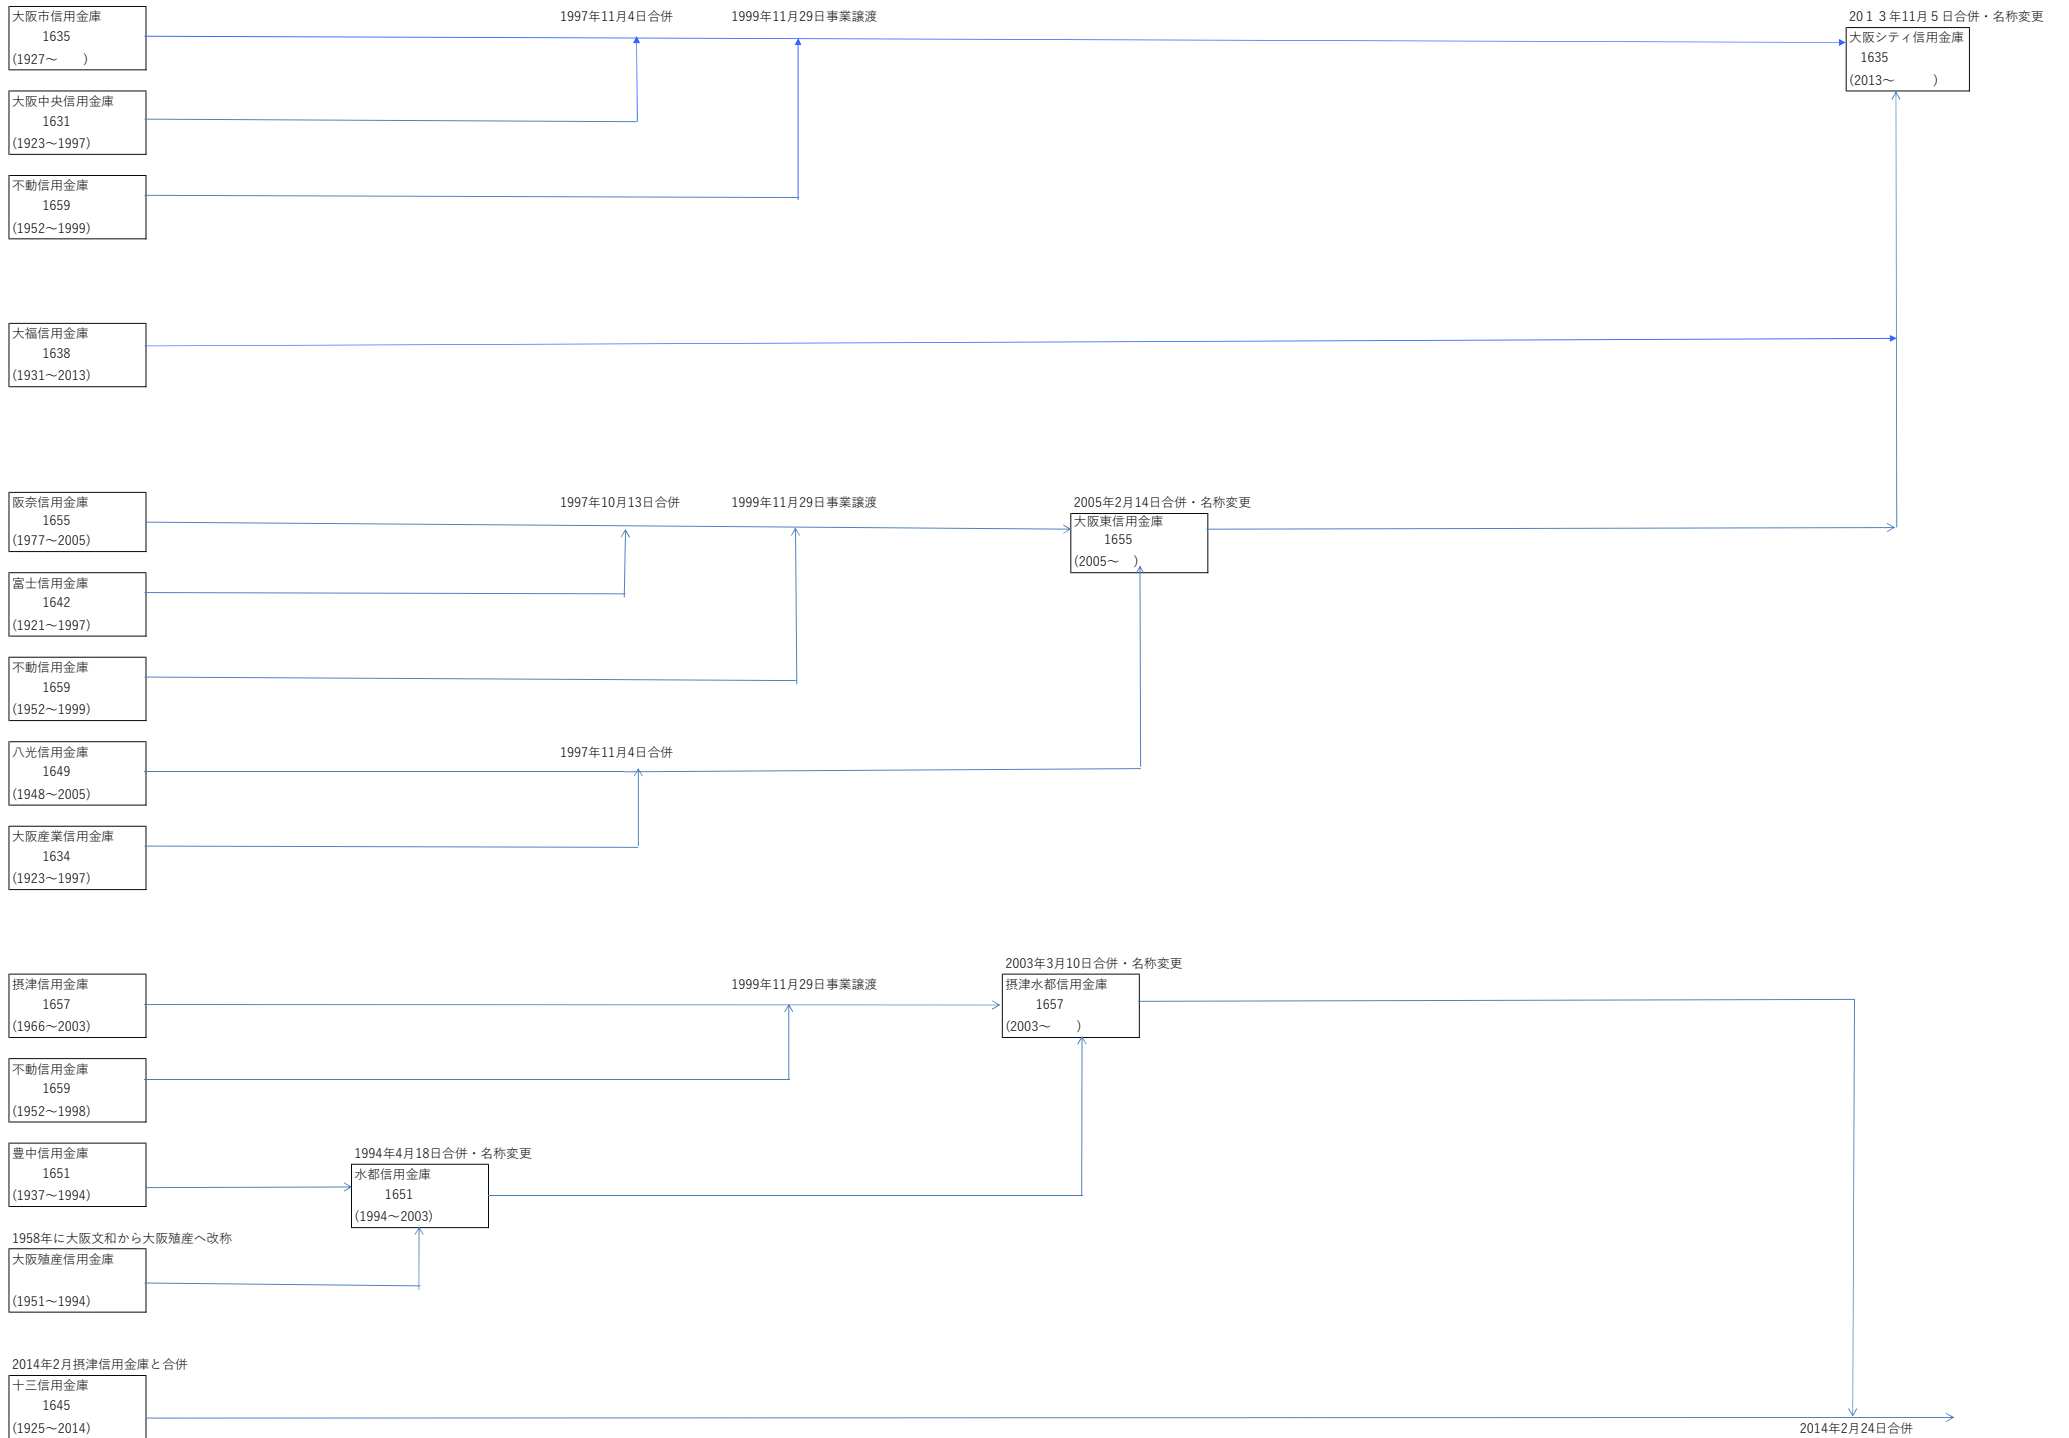 大阪市信用金庫
1635
(1927～　　)
1997年11月4日合併
1999年11月29日事業譲渡
20１３年11月５日合併・名称変更
大阪シティ信用金庫
1635
(2013～　　　)
大阪中央信用金庫
1631
(1923～1997)
不動信用金庫
1659
(1952～1999)
大福信用金庫
1638
(1931～2013)
阪奈信用金庫
1655
(1977～2005)
1997年10月13日合併
1999年11月29日事業譲渡
2005年2月14日合併・名称変更
大阪東信用金庫
1655
(2005～　)
富士信用金庫
1642
(1921～1997)
不動信用金庫
1659
(1952～1999)
八光信用金庫
1649
(1948～2005)
1997年11月4日合併
大阪産業信用金庫
1634
(1923～1997)
摂津信用金庫
1657
(1966～2003)
1999年11月29日事業譲渡
2003年3月10日合併・名称変更
摂津水都信用金庫
1657
(2003～　　)
不動信用金庫
1659
(1952～1998)
豊中信用金庫
1651
(1937～1994)
1994年4月18日合併・名称変更
水都信用金庫
1651
(1994～2003)
1958年に大阪文和から大阪殖産へ改称
大阪殖産信用金庫
(1951～1994)
2014年2月摂津信用金庫と合併
十三信用金庫
1645
(1925～2014)
2014年2月24日合併